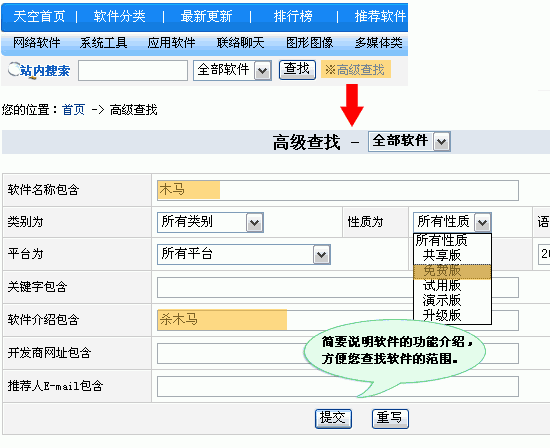 天空首页 | 软件分类 | 最新更新 | 排行榜 | 推荐软件
网络软件 系统工具 应用软件 联络聊天 图形图像 多媒体类
站内搜索 全部软件 查找 ※高级查找
您的位置：首页 -> 高级查找
高级查找 - 全部软件
软件名称包含 木马
类别为 所有类别 性质为 所有性质 语
所有性质
共享版
平台为 所有平台 20
免费版
关键字包含 试用版
演示版
软件介绍包含 杀木马 升级版
简要说明软件的功能介绍，
开发商网址包含 方便您查找软件的范围。
推荐人E-mail包含
提交 重写